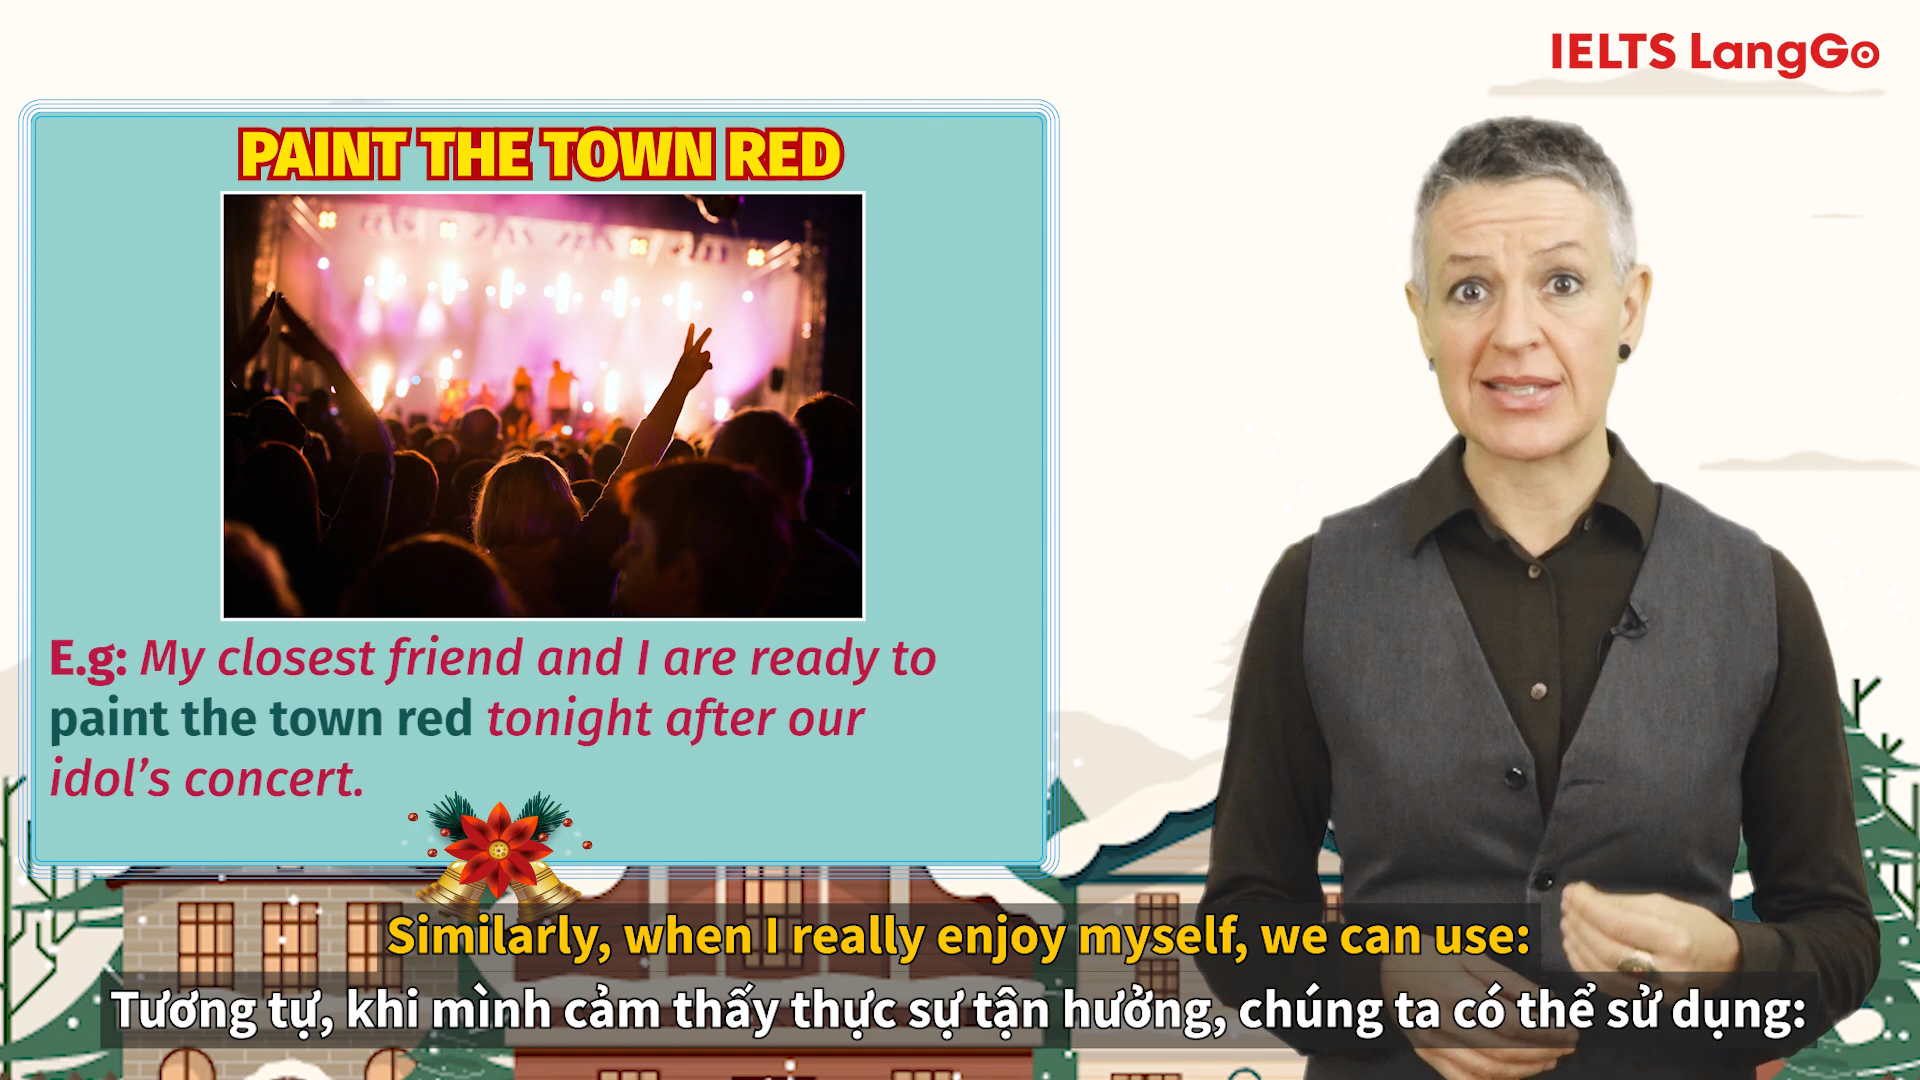 IELTS LangGo
PAINT THE TOWN RED
E.g: My closest friend and I are ready to
paint the town red tonight after our
idol's concert.
Similarly, when I really enjoy myself, we can use:
Tương tự, khi mình cảm thấy thực sự tận hưởng, chúng ta có thể sử dụng: